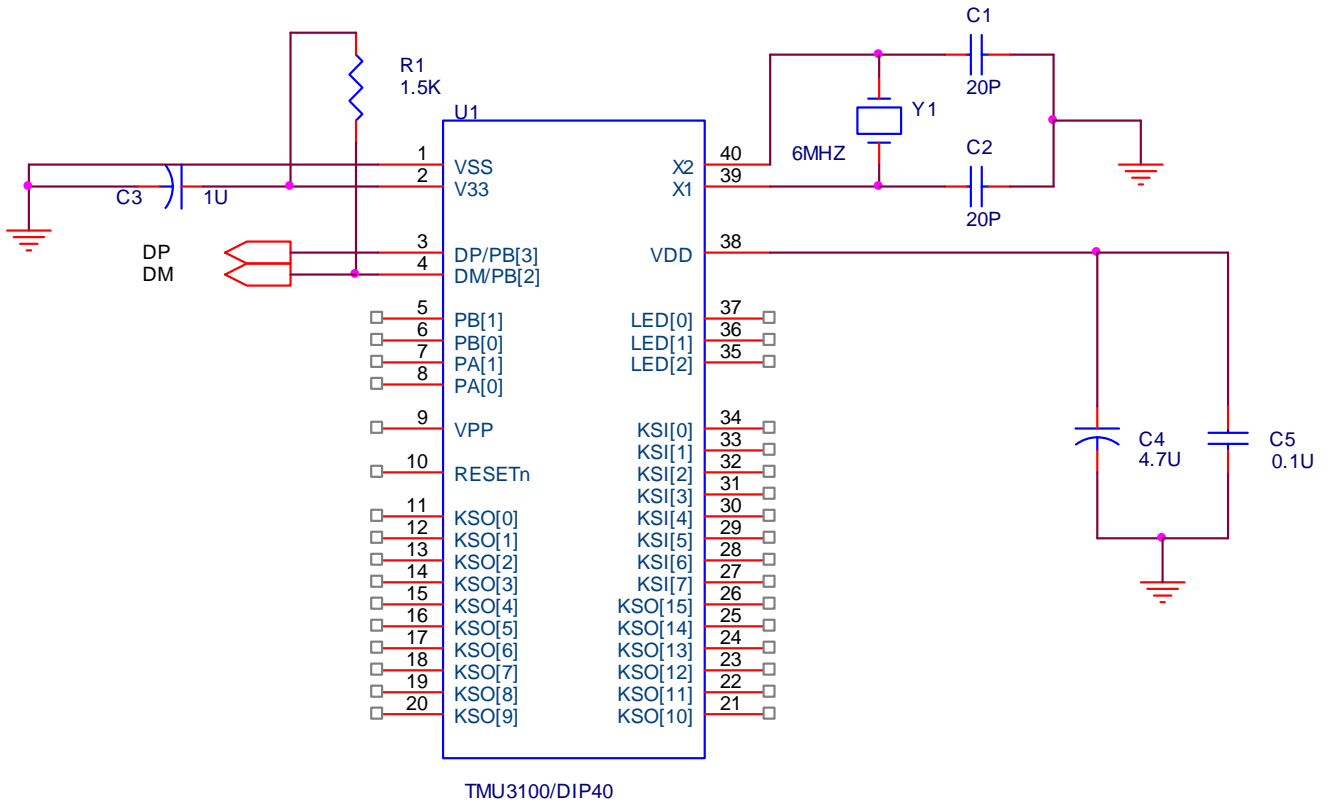 C1
20P
R1
1.5K
U1
Y1
6MHZ
C2
20P
1 VSS
2 V33
C3 1U
DP
DM
3 DP/PB[3]
4 DM/PB[2]
5 PB[1]
6 PB[0]
7 PA[1]
8 PA[0]
9 VPP
10 RESETn
11 KSO[0]
12 KSO[1]
13 KSO[2]
14 KSO[3]
15 KSO[4]
16 KSO[5]
17 KSO[6]
18 KSO[7]
19 KSO[8]
20 KSO[9]
X2 40
X1 39
VDD 38
LED[0] 37
LED[1] 36
LED[2] 35
KSI[0] 34
KSI[1] 33
KSI[2] 32
KSI[3] 31
KSI[4] 30
KSI[5] 29
KSI[6] 28
KSI[7] 27
KSO[15] 26
KSO[14] 25
KSO[13] 24
KSO[12] 23
KSO[11] 22
KSO[10] 21
C4
4.7U
C5
0.1U
TMU3100/DIP40